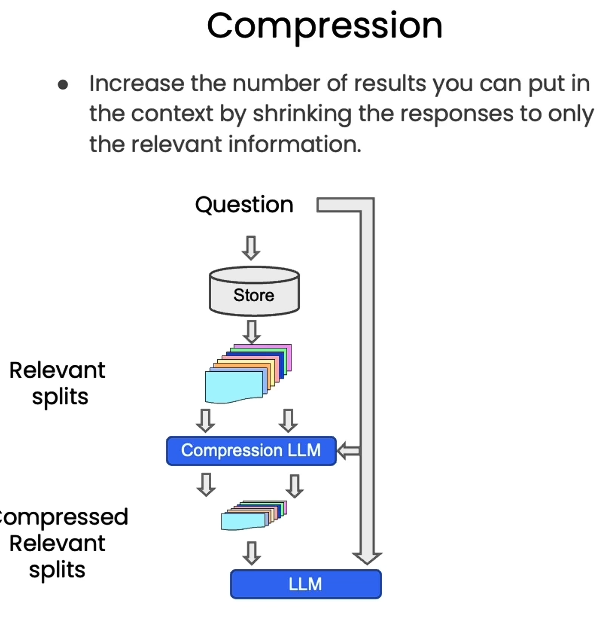 Compression
● Increase the number of results you can put in
the context by shrinking the responses to only
the relevant information.
Question
Store
Relevant
splits
Compression LLM
ompressed
Relevant
splits
LLM